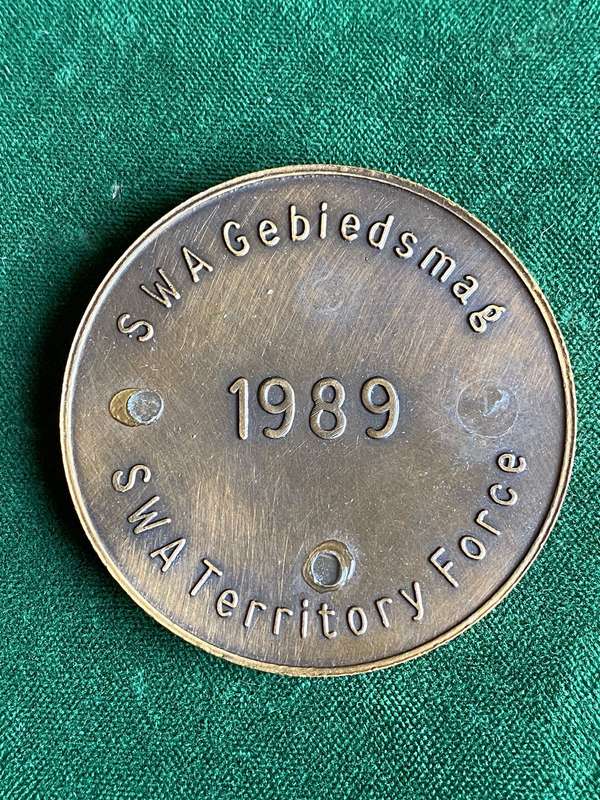 SWA Gebiedsmag
1989
SWA Territory Force